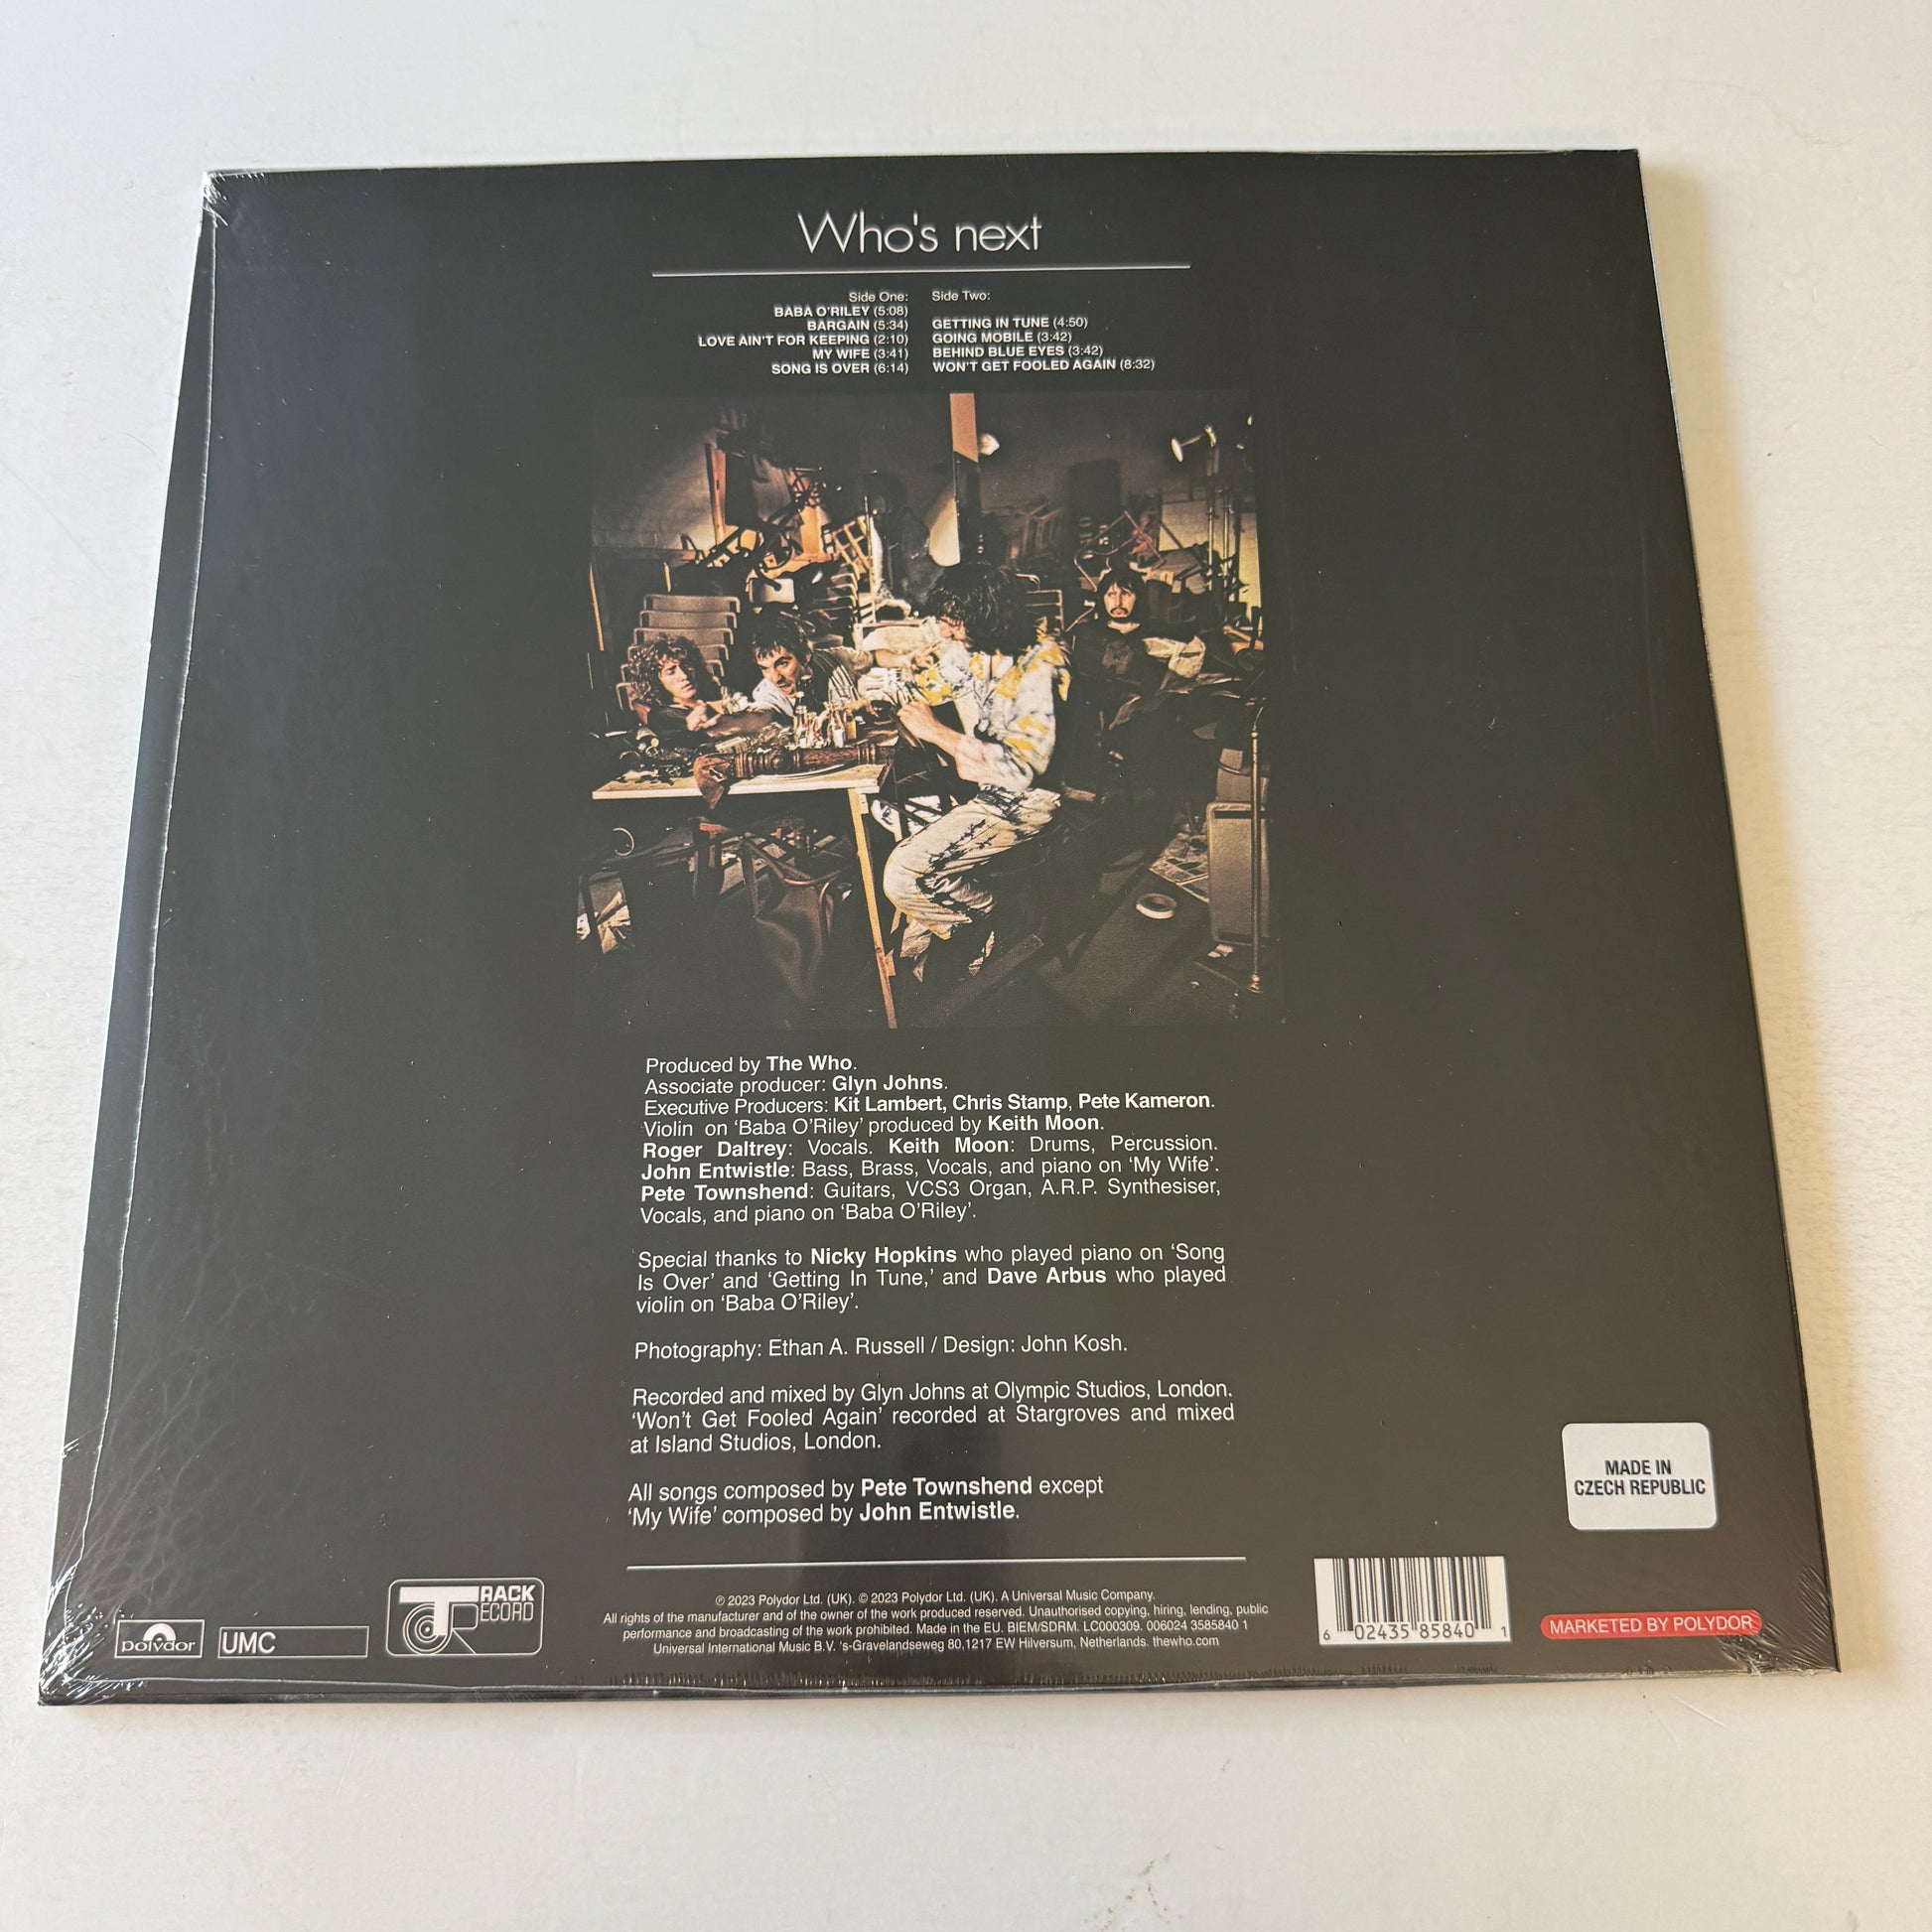 Who's next
Side One:
BABA O'RILEY (5:08)
BARGAIN (5:34)
LOVE AIN'T FOR KEEPING (2:10)
MY WIFE (3:41)
SONG IS OVER (6:14)
Side Two:
GETTING IN TUNE (4:50)
GOING MOBILE (3:42)
BEHIND BLUE EYES (3:42)
WON'T GET FOOLED AGAIN (8:32)
Produced by The Who.
Associate producer: Glyn Johns.
Executive Producers: Kit Lambert, Chris Stamp, Pete Kameron.
Violin on ‘Baba O’Riley’ produced by Keith Moon.
Roger Daltrey: Vocals. Keith Moon: Drums, Percussion.
John Entwistle: Bass, Brass, Vocals, and piano on ‘My Wife’.
Pete Townshend: Guitars, VCS3 Organ, A.R.P. Synthesiser,
Vocals, and piano on ‘Baba O’Riley’.
Special thanks to Nicky Hopkins who played piano on ‘Song
Is Over’ and ‘Getting In Tune,’ and Dave Arbus who played
violin on ‘Baba O’Riley’.
Photography: Ethan A. Russell / Design: John Kosh.
Recorded and mixed by Glyn Johns at Olympic Studios, London.
‘Won’t Get Fooled Again’ recorded at Stargroves and mixed
at Island Studios, London.
All songs composed by Pete Townshend except
‘My Wife’ composed by John Entwistle.
MADE IN
CZECH REPUBLIC
polydor
UMC
TRACK
RECORD
℗ 2023 Polydor Ltd. (UK). © 2023 Polydor Ltd. (UK). A Universal Music Company.
All rights of the manufacturer and of the owner of the work produced reserved. Unauthorised copying, hiring, lending, public
performance and broadcasting of the work prohibited. Made in the EU. BIEM/SDRM. LC000309. 006024 3585840 1
Universal International Music B.V. 's-Gravelandseweg 80,1217 EW Hilversum, Netherlands. thewho.com
6 02435 85840 1
MARKETED BY POLYDOR